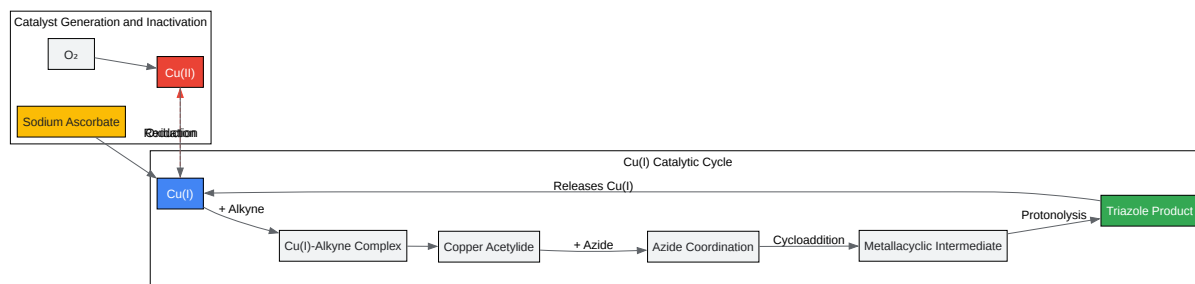 Catalyst Generation and Inactivation
O₂
Cu(II)
Sodium Ascorbate
Cu(I) Catalytic Cycle
Cu(I)
Releases Cu(I)
+ Alkyne
Triazole Product
Protonolysis
Cu(I)-Alkyne Complex
Copper Acetylide
+ Azide
Azide Coordination
Cycloaddition
Metallacyclic Intermediate